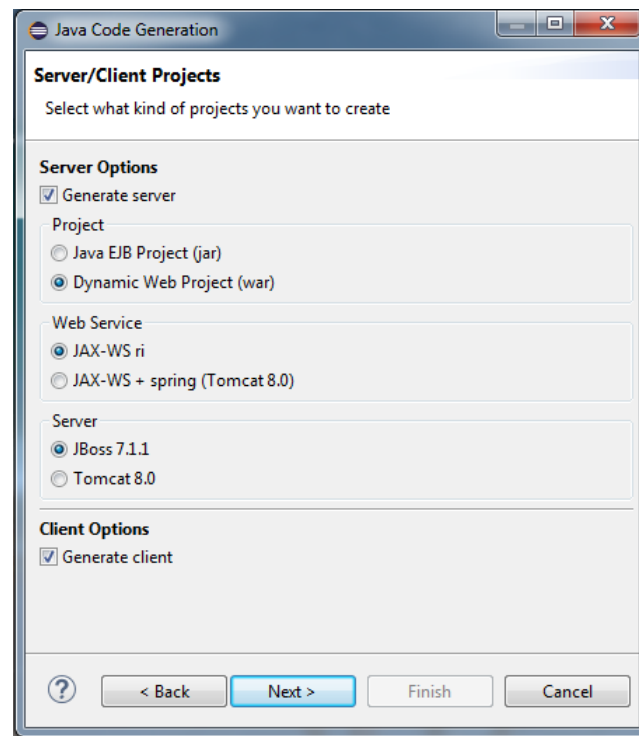 Java Code Generation
Server/Client Projects
Select what kind of projects you want to create
Server Options
Generate server
Project
Java EJB Project (jar)
Dynamic Web Project (war)
Web Service
JAX-WS ri
JAX-WS + spring (Tomcat 8.0)
Server
JBoss 7.1.1
Tomcat 8.0
Client Options
Generate client
? < Back Next > Finish Cancel